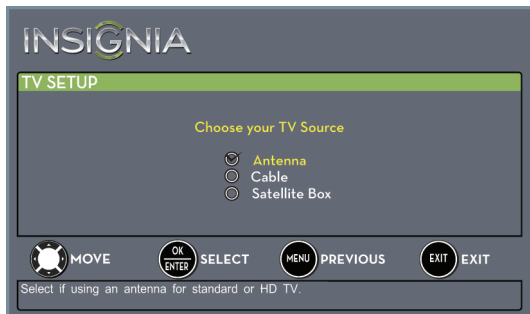 INSIGNIA
TV SETUP
Choose your TV Source
Antenna
Cable
Satellite Box
MOVE OK ENTER SELECT MENU PREVIOUS EXIT EXIT
Select if using an antenna for standard or HD TV.